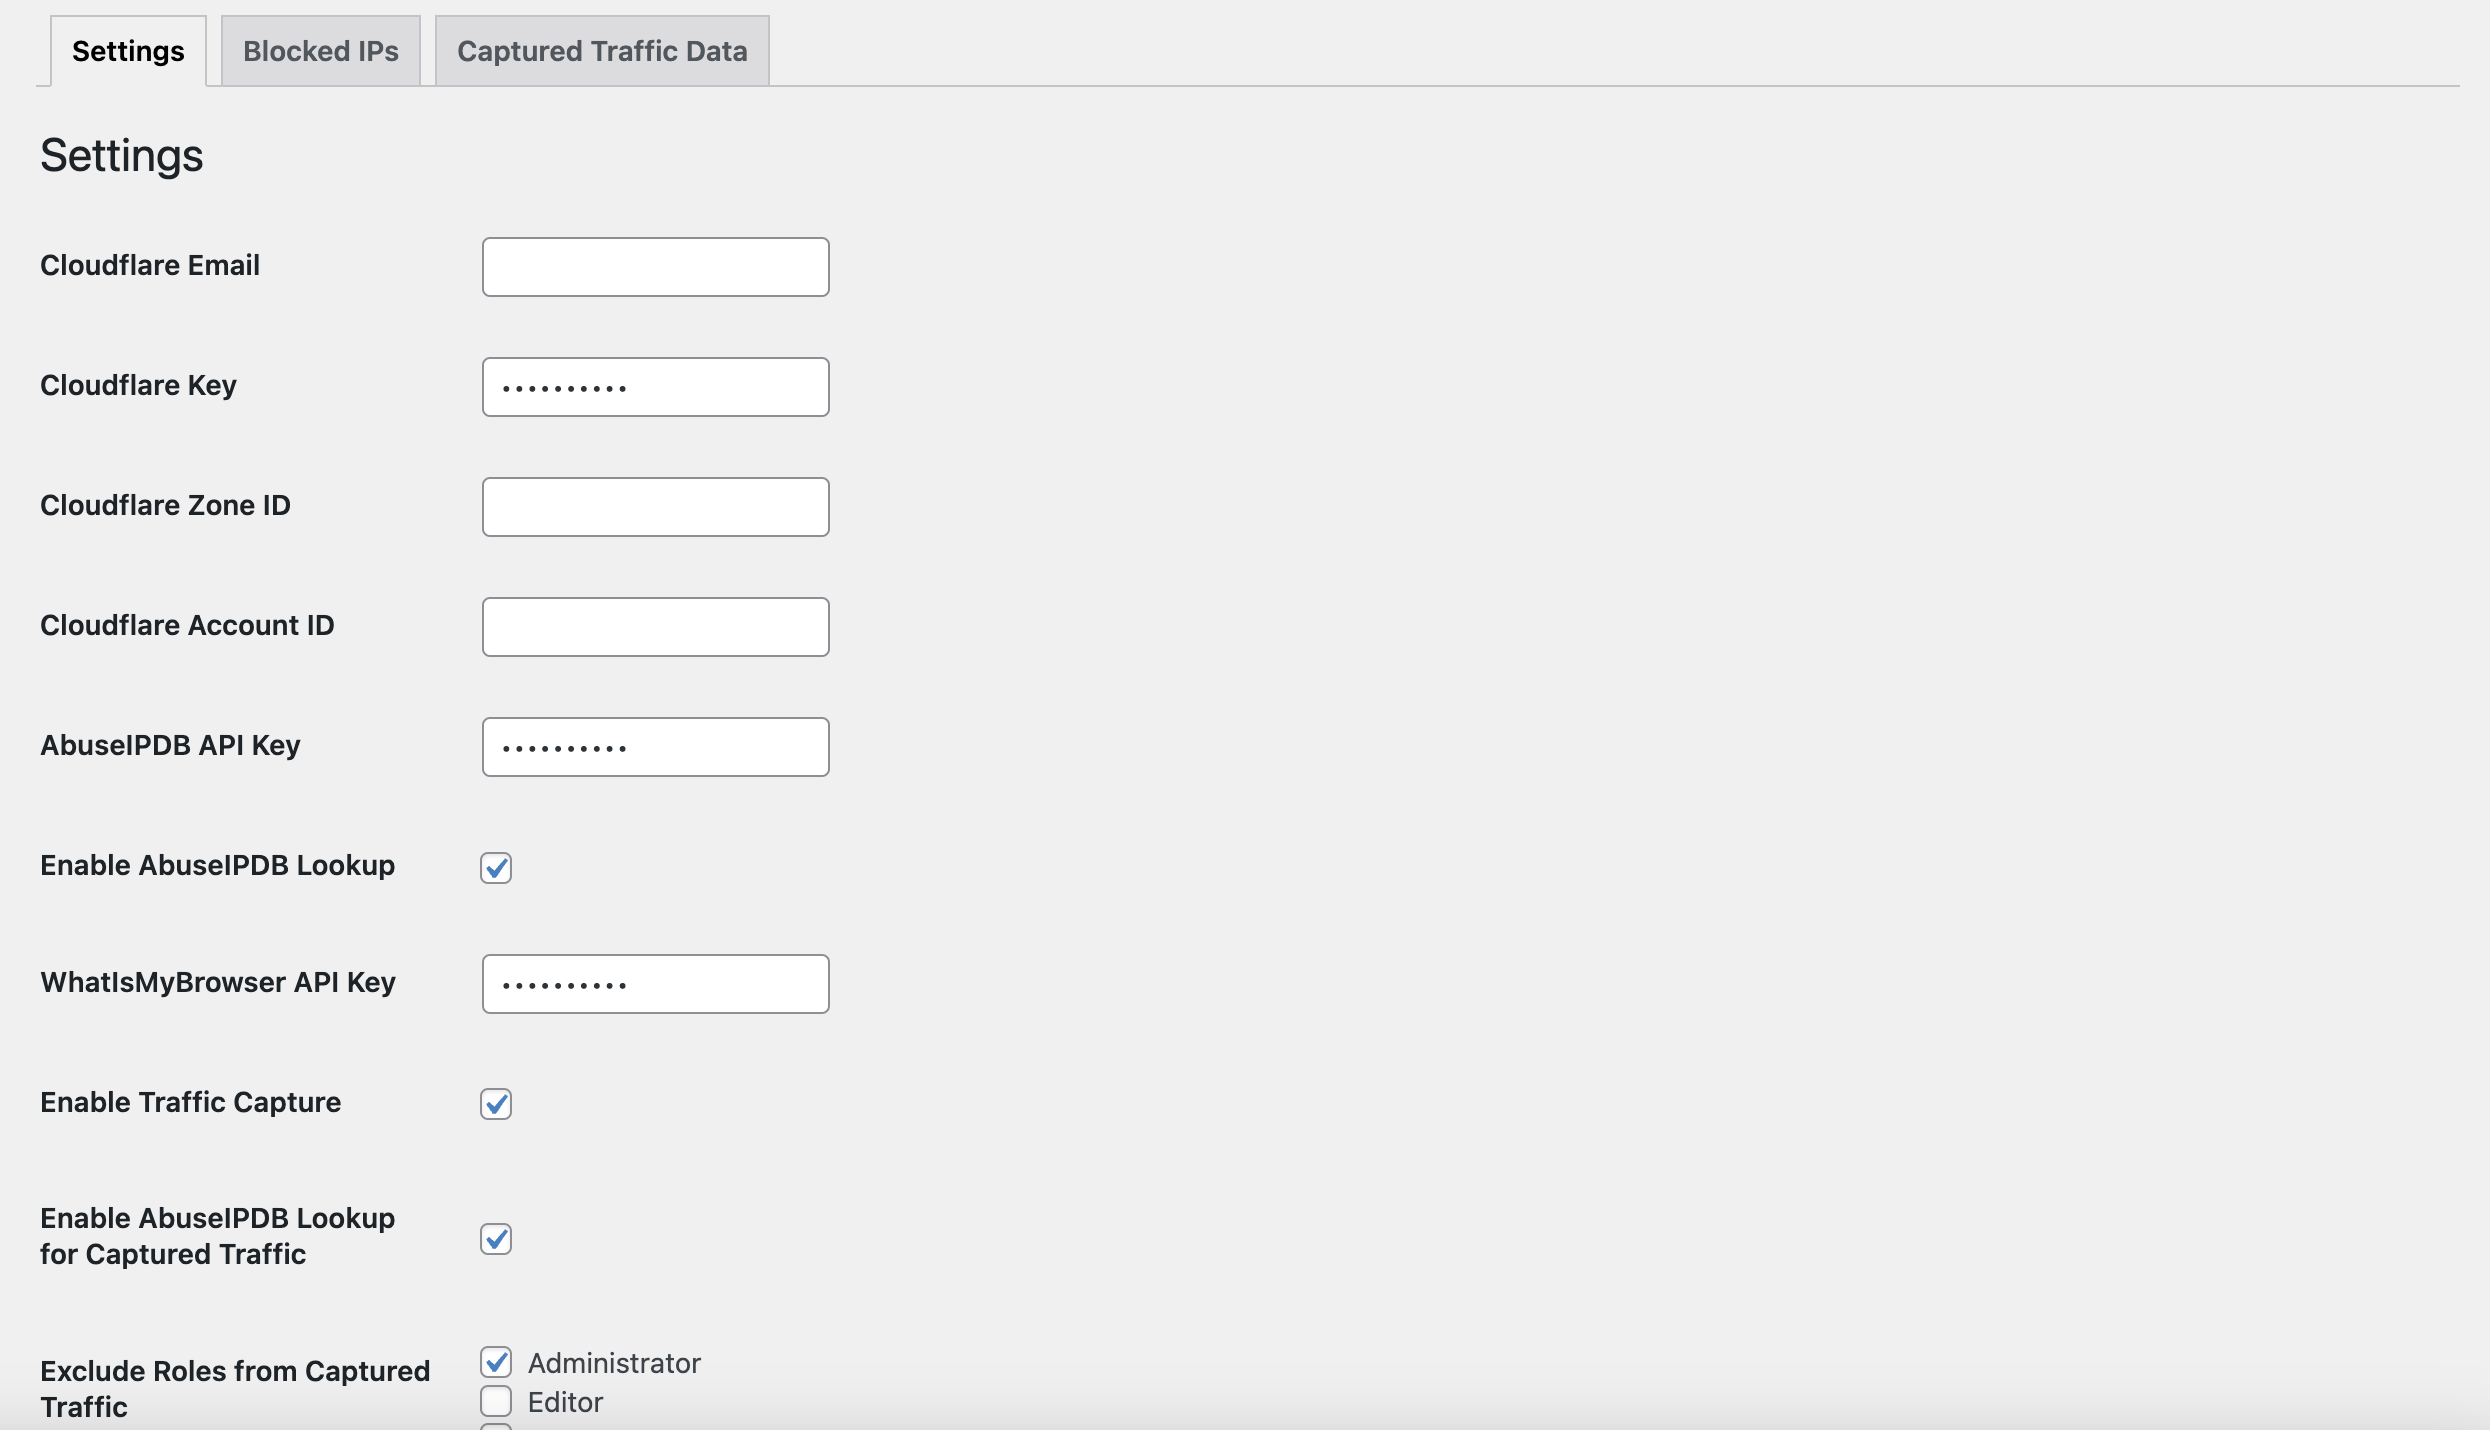 Settings
Blocked IPs
Captured Traffic Data
Settings
Cloudflare Email
Cloudflare Key
••••••••••
Cloudflare Zone ID
Cloudflare Account ID
AbuseIPDB API Key
••••••••••
Enable AbuseIPDB Lookup
WhatIsMyBrowser API Key
••••••••••
Enable Traffic Capture
Enable AbuseIPDB Lookup
for Captured Traffic
Exclude Roles from Captured
Traffic
Administrator
Editor